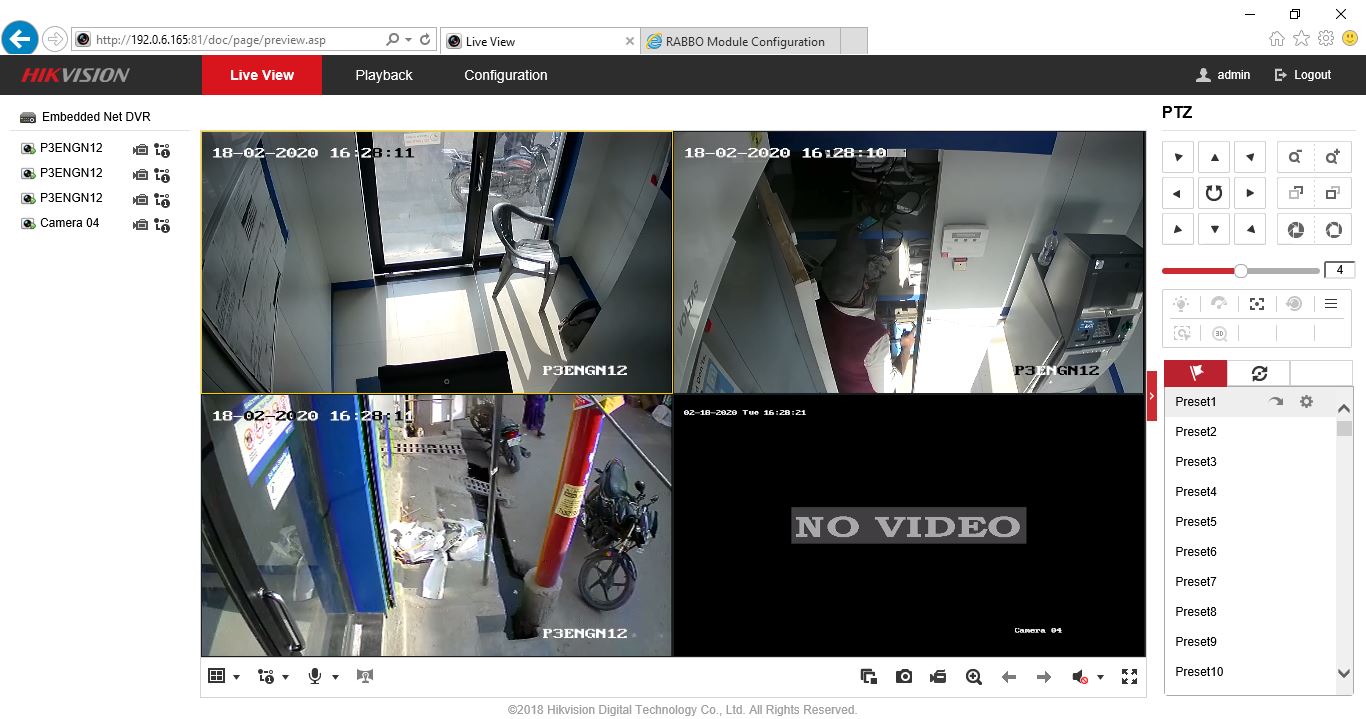 http://192.0.6.165:81/doc/page/preview.asp
Live View
RABBO Module Configuration
HIKVISION
Live View
Playback
Configuration
admin
Logout
Embedded Net DVR
P3ENGN12
P3ENGN12
P3ENGN12
Camera 04
18-02-2020 16:28:11
P3ENGN12
18-02-2020 16:28:10
P3ENGN12
18-02-2020 16:28:11
P3ENGN12
02-18-2020 Tue 16:28:21
NO VIDEO
Camera 04
PTZ
4
3D
Preset1
Preset2
Preset3
Preset4
Preset5
Preset6
Preset7
Preset8
Preset9
Preset10
©2018 Hikvision Digital Technology Co., Ltd. All Rights Reserved.